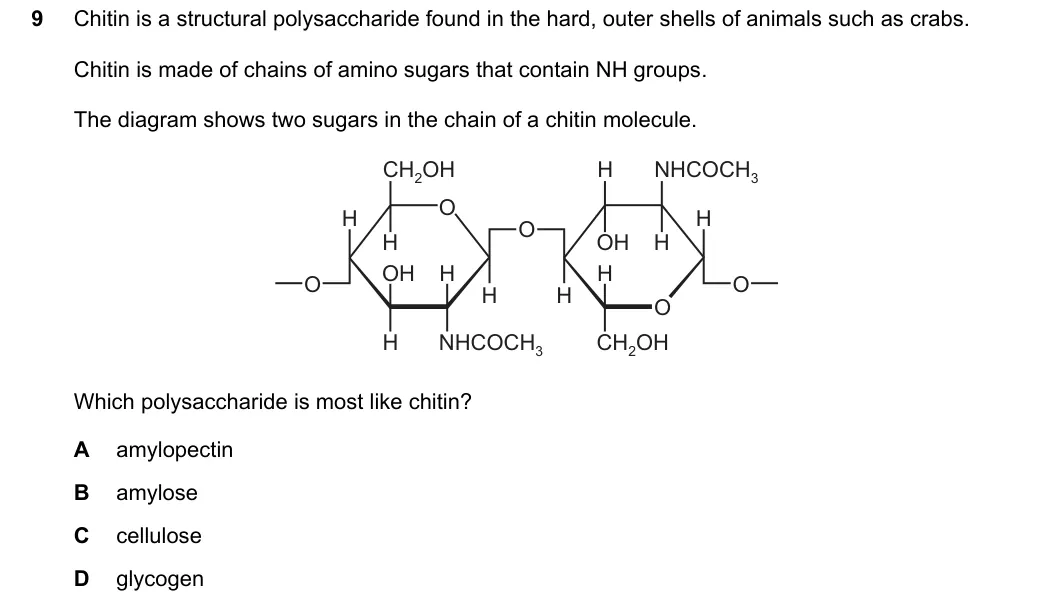 9 Chitin is a structural polysaccharide found in the hard, outer shells of animals such as crabs.
Chitin is made of chains of amino sugars that contain NH groups.
The diagram shows two sugars in the chain of a chitin molecule.
CH₂OH H NHCOCH₃
H O O H
H OH H
OH H H
O H H O O
H NHCOCH₃ CH₂OH
Which polysaccharide is most like chitin?
A amylopectin
B amylose
C cellulose
D glycogen